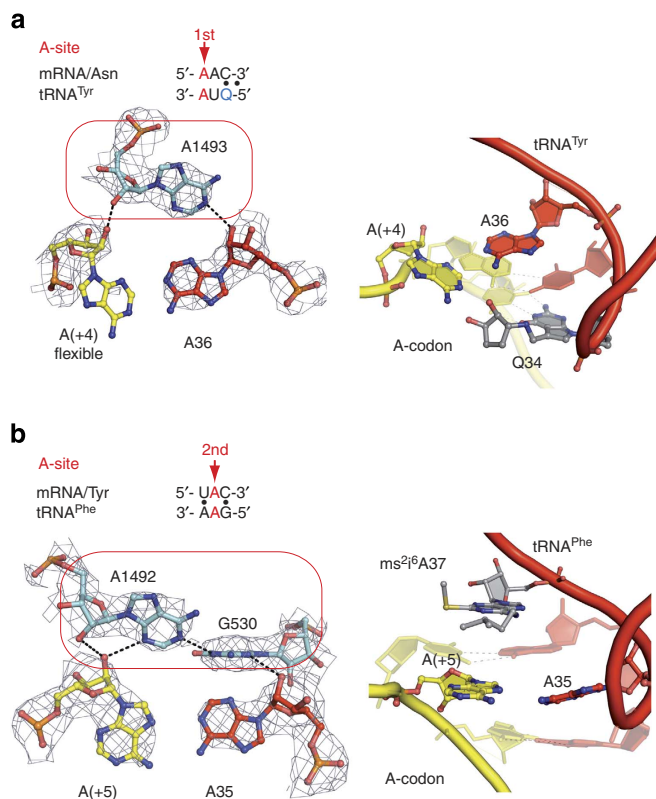 a
1st
A-site
mRNA/Asn 5′- AAC-3′
tRNATyr 3′- AUQ-5′
A1493
A(+4)
flexible
A36
tRNATyr
A36
A(+4)
A-codon
Q34
b
2nd
A-site
mRNA/Tyr 5′- UAC-3′
tRNAPhe 3′- AAG-5′
A1492
G530
A(+5)
A35
tRNAPhe
ms2i6A37
A(+5)
A35
A-codon